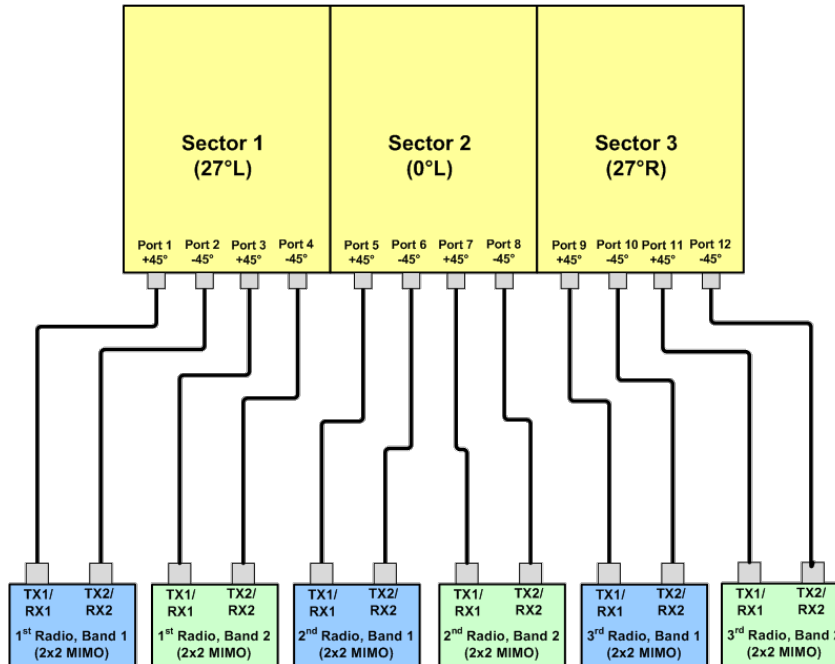 Sector 1
(27°L)
Sector 2
(0°L)
Sector 3
(27°R)
Port 1
+45°
Port 2
-45°
Port 3
+45°
Port 4
-45°
Port 5
+45°
Port 6
-45°
Port 7
+45°
Port 8
-45°
Port 9
+45°
Port 10
-45°
Port 11
+45°
Port 12
-45°
TX1/
RX1
TX2/
RX2
1st Radio, Band 1
(2x2 MIMO)
TX1/
RX1
TX2/
RX2
1st Radio, Band 2
(2x2 MIMO)
TX1/
RX1
TX2/
RX2
2nd Radio, Band 1
(2x2 MIMO)
TX1/
RX1
TX2/
RX2
2nd Radio, Band 2
(2x2 MIMO)
TX1/
RX1
TX2/
RX2
3rd Radio, Band 1
(2x2 MIMO)
TX1/
RX1
TX2/
RX2
3rd Radio, Band 2
(2x2 MIMO)